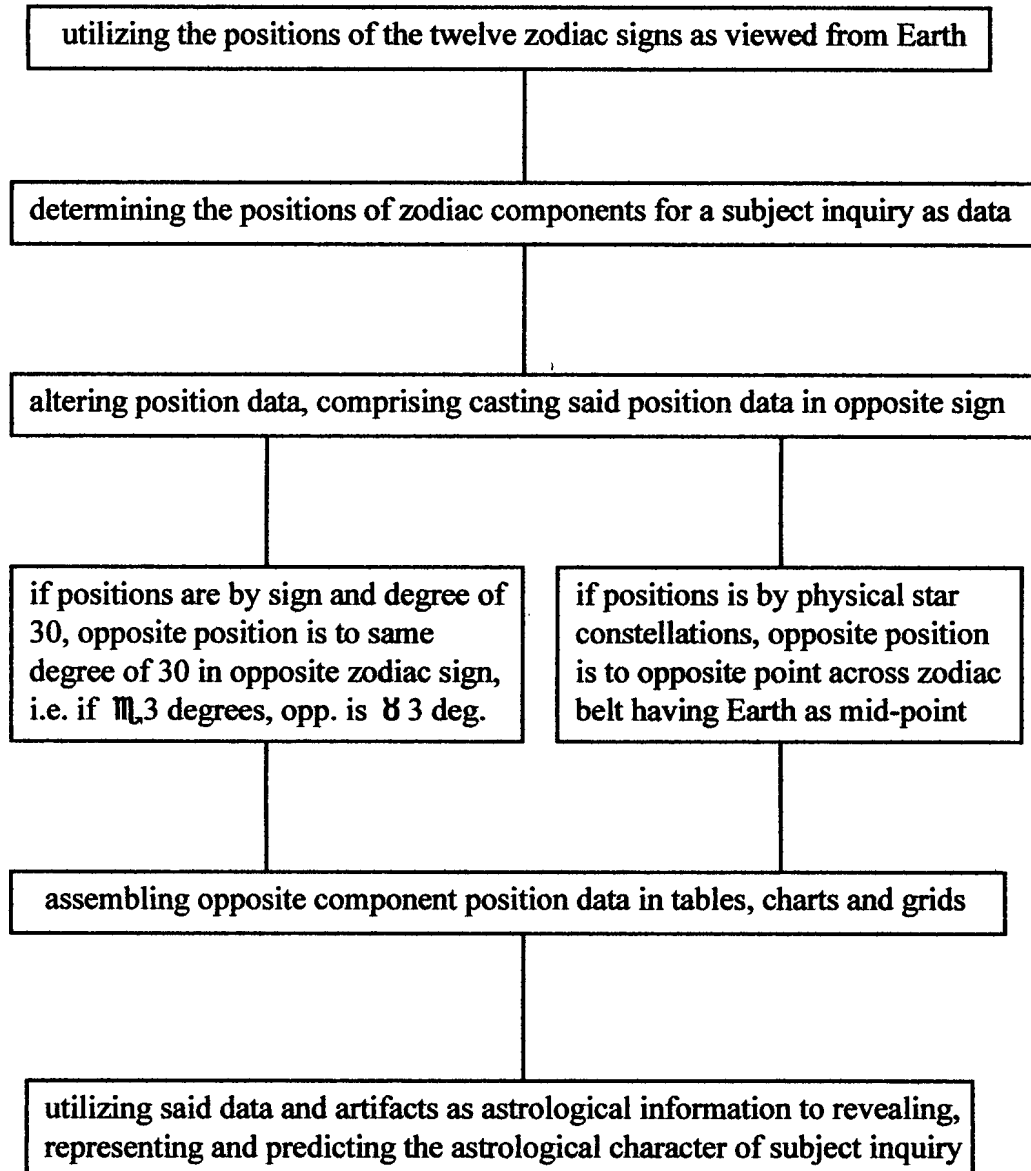 utilizing the positions of the twelve zodiac signs as viewed from Earth
determining the positions of zodiac components for a subject inquiry as data
altering position data, comprising casting said position data in opposite sign
if positions are by sign and degree of
30, opposite position is to same
degree of 30 in opposite zodiac sign,
i.e. if ♏3 degrees, opp. is ♉ 3 deg.
if positions is by physical star
constellations, opposite position
is to opposite point across zodiac
belt having Earth as mid-point
assembling opposite component position data in tables, charts and grids
utilizing said data and artifacts as astrological information to revealing,
representing and predicting the astrological character of subject inquiry